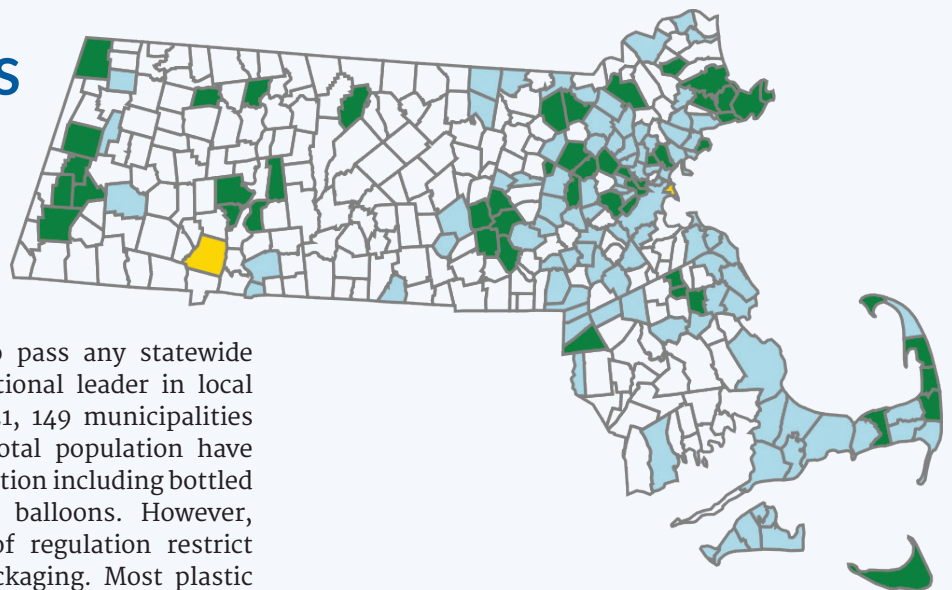 S
pass any statewide
tional leader in local
149 municipalities
otal population have
tion including bottled
balloons. However,
of regulation restrict
ckaging. Most plastic